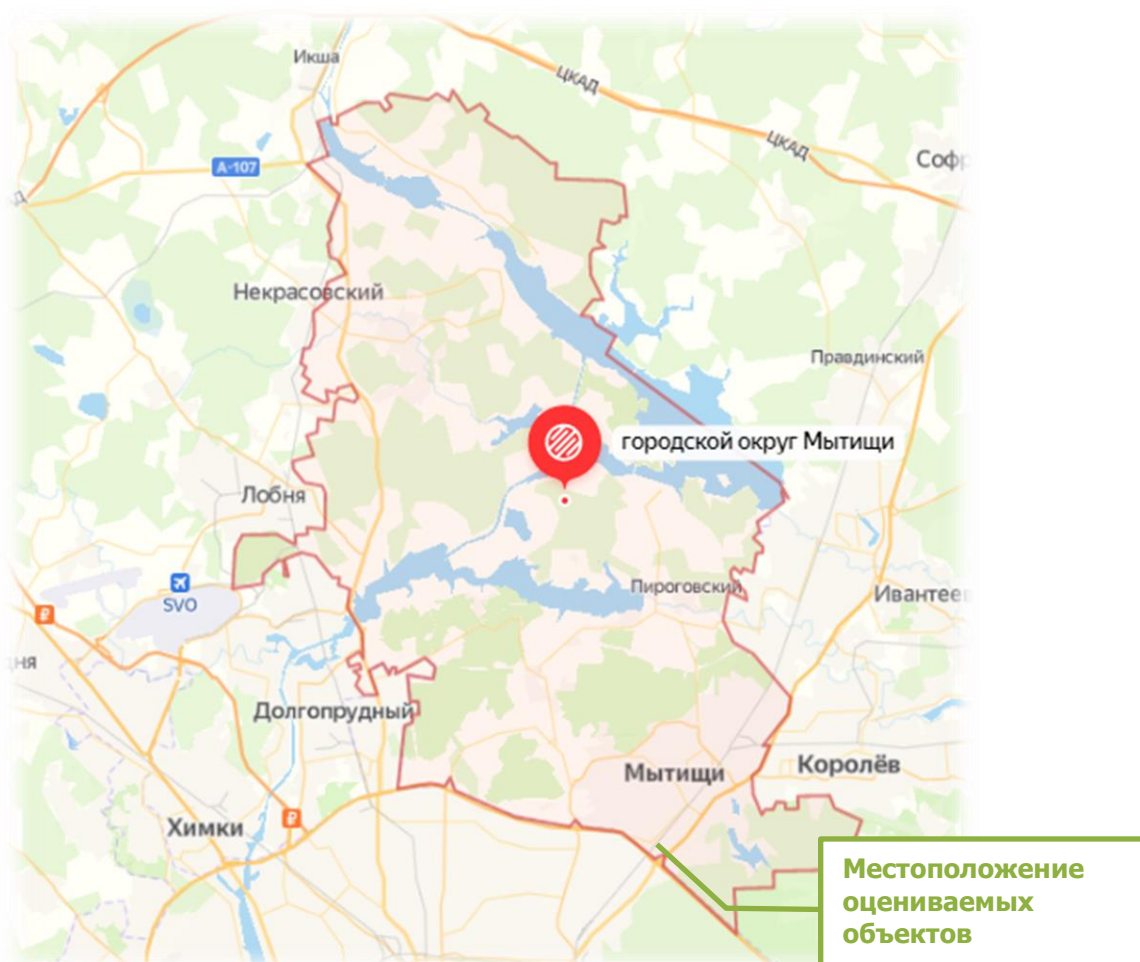 Икша
ЦКАД
ЦКАД
А-107
Соф
Некрасовский
Правдинский
городской округ Мытищи
Лобня
SVO
Пироговский
Ивантее
Долгопрудный
Мытищи
Королёв
Химки
Местоположение
оцениваемых
объектов